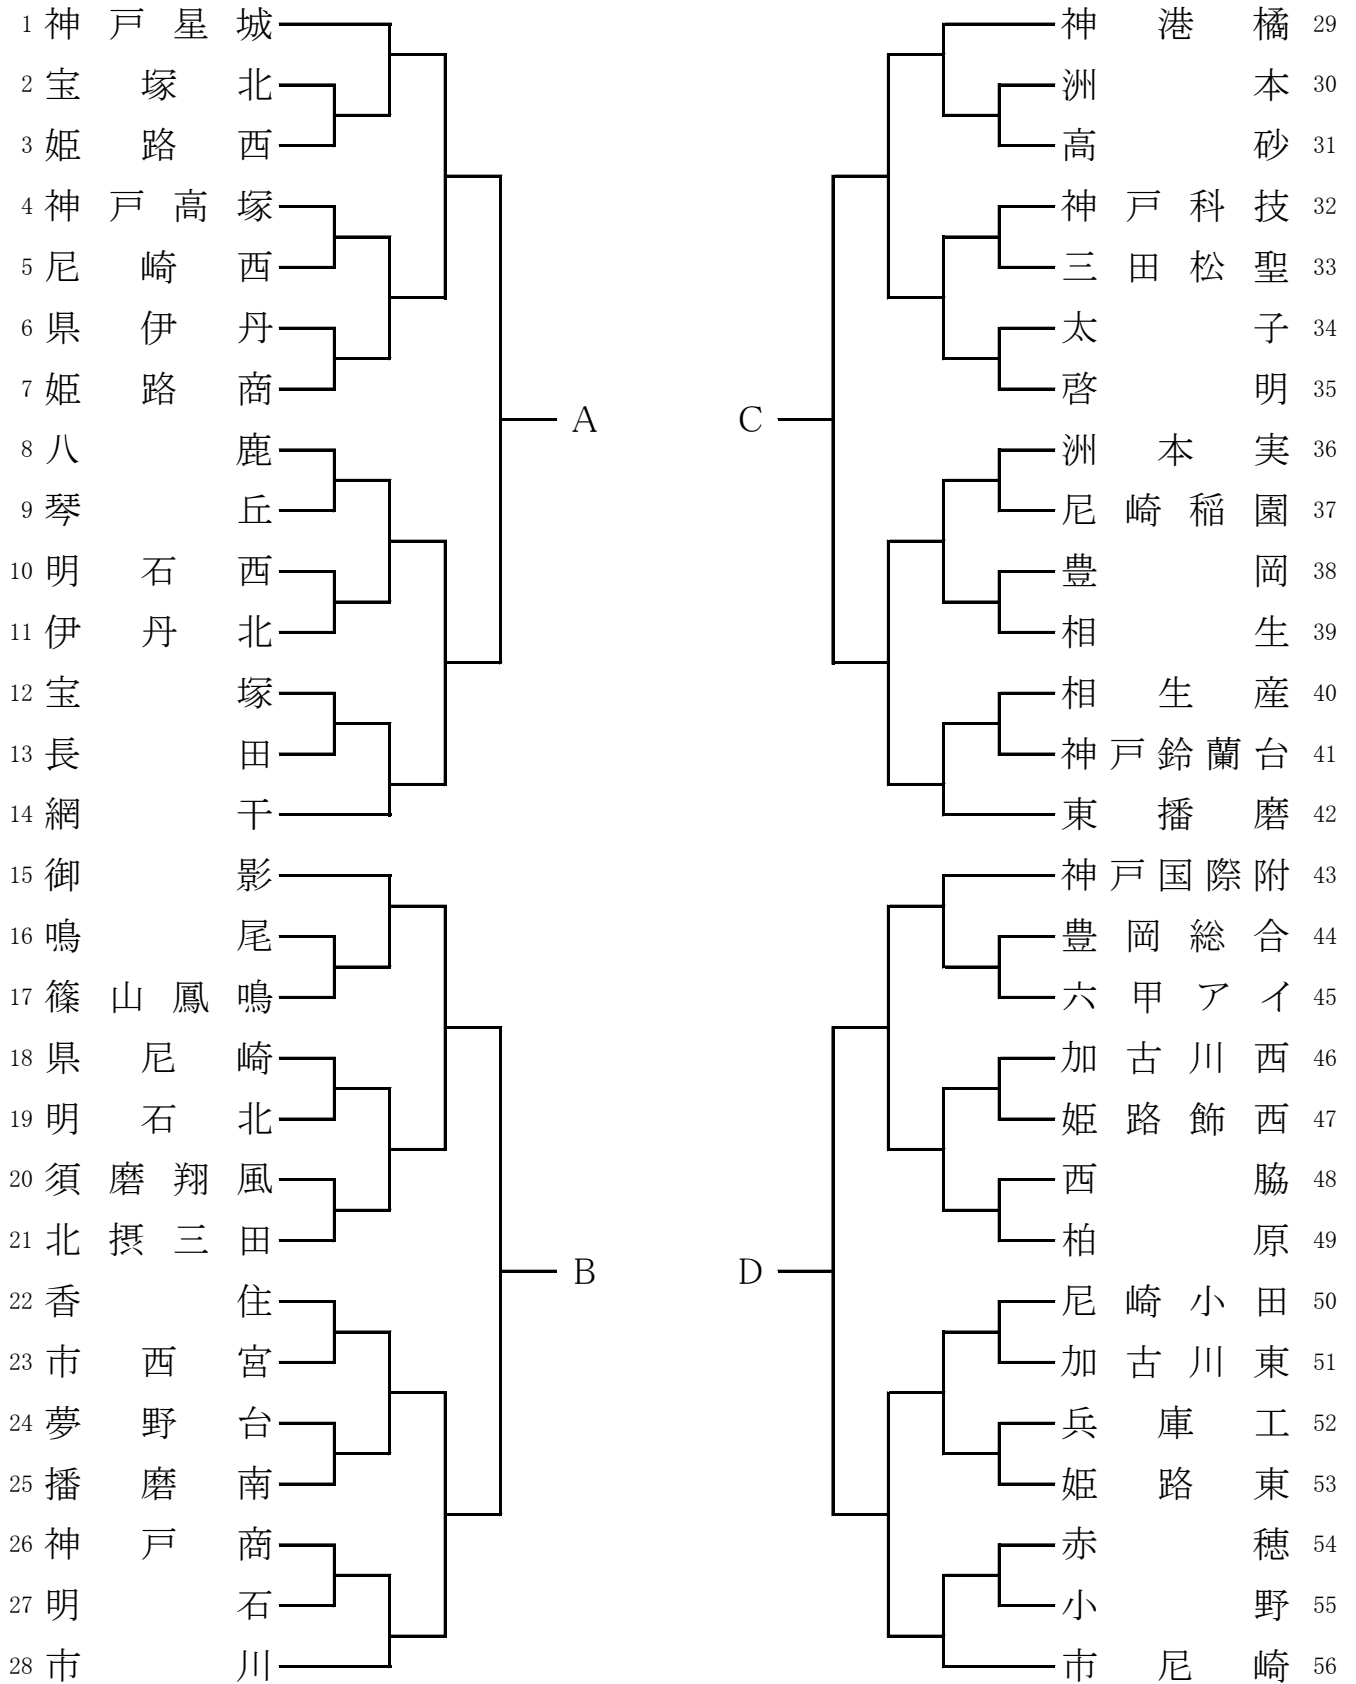 1 神戸星城
2 宝塚北
3 姫路西
4 神戸高塚
5 尼崎西
6 県伊丹
7 姫路商
A
8 八鹿
9 琴丘
10 明石西
11 伊丹北
12 宝塚
13 長田
14 網干
15 御影
16 鳴尾
17 篠山鳳鳴
18 県尼崎
19 明石北
20 須磨翔風
21 北摂三田
B
22 香住
23 市西宮
24 夢野台
25 播磨南
26 神戸商
27 明石
28 市川
神港橘 29
洲本 30
高砂 31
神戸科技 32
三田松聖 33
太子 34
啓明 35
C
洲本実 36
尼崎稲園 37
豊岡 38
相生 39
相生産 40
神戸鈴蘭台 41
東播磨 42
神戸国際附 43
豊岡総合 44
六甲アイ 45
加古川西 46
姫路飾西 47
西脇 48
柏原 49
D
尼崎小田 50
加古川東 51
兵庫工 52
姫路東 53
赤穂 54
小野 55
市尼崎 56